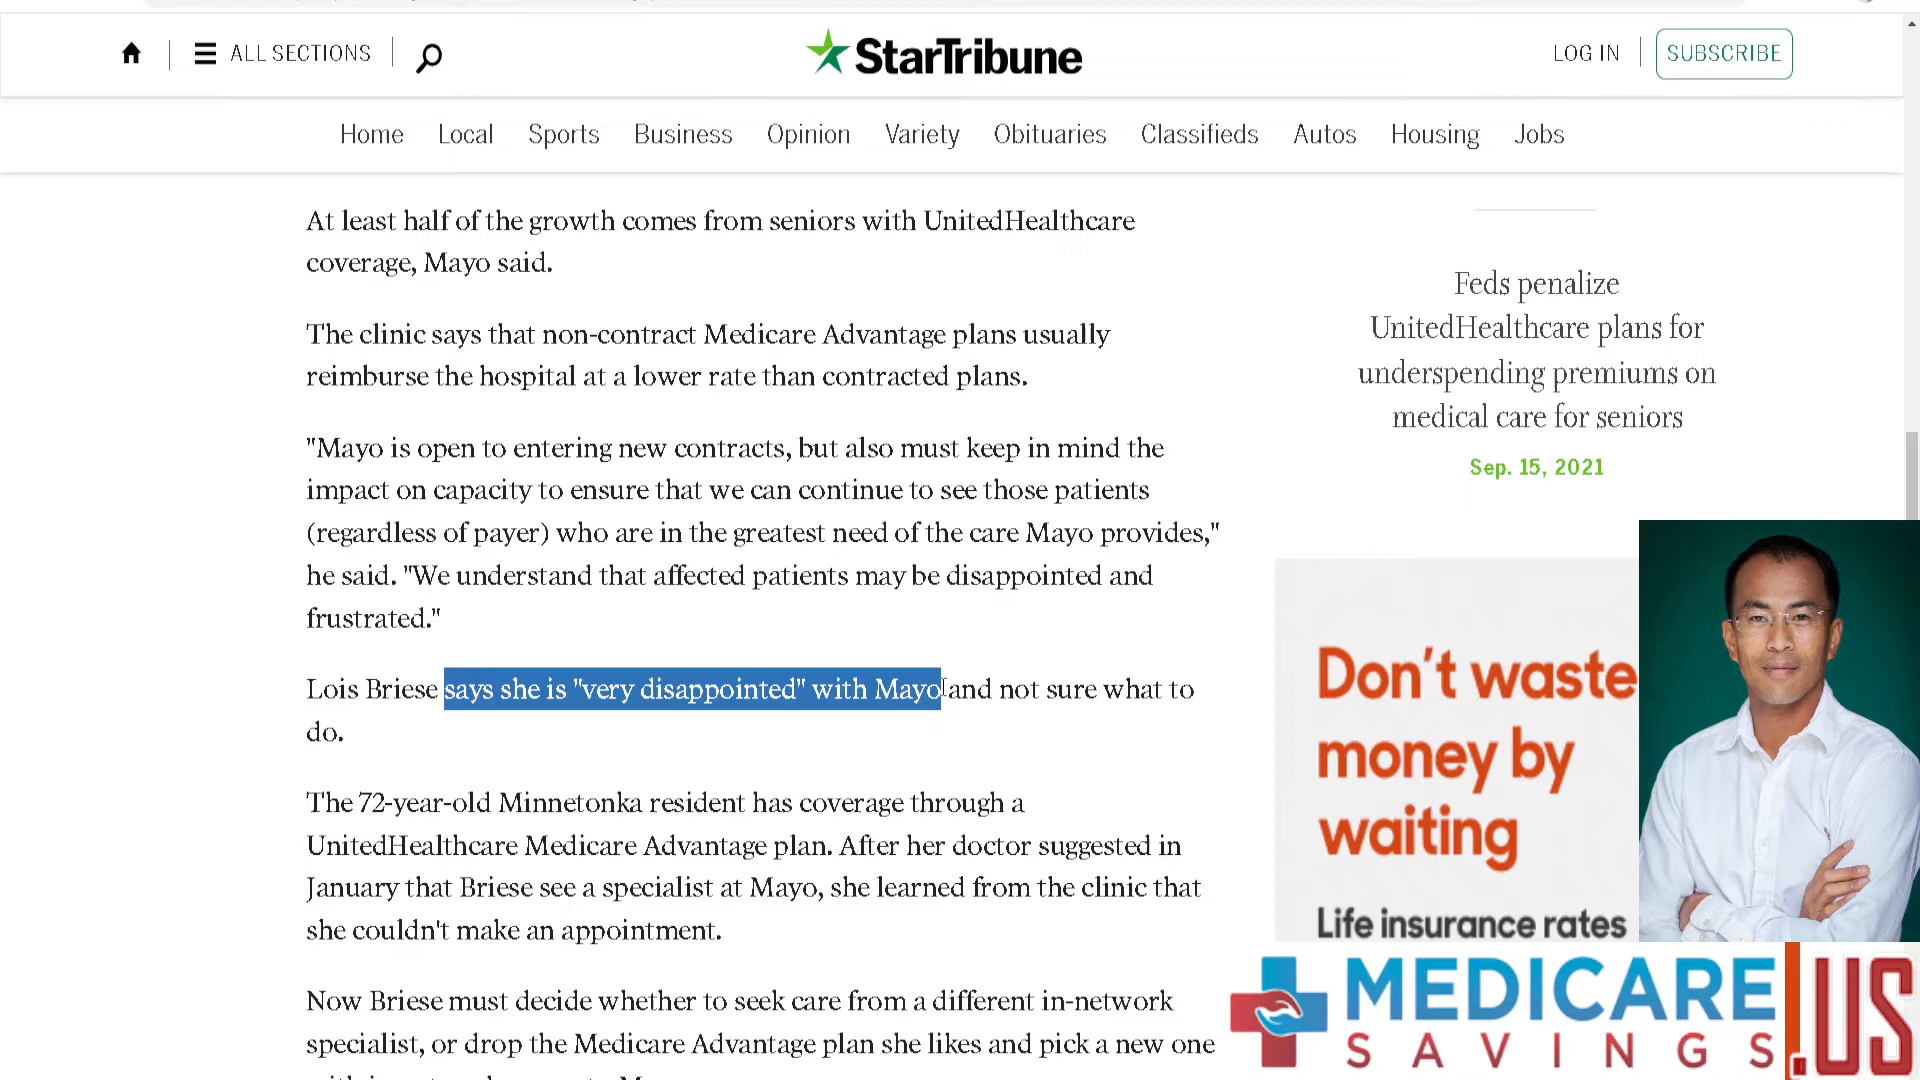 ALL SECTIONS
StarTribune
LOG IN
SUBSCRIBE
Home Local Sports Business Opinion Variety Obituaries Classifieds Autos Housing Jobs
At least half of the growth comes from seniors with UnitedHealthcare
coverage, Mayo said.
The clinic says that non-contract Medicare Advantage plans usually
reimburse the hospital at a lower rate than contracted plans.
"Mayo is open to entering new contracts, but also must keep in mind the
impact on capacity to ensure that we can continue to see those patients
(regardless of payer) who are in the greatest need of the care Mayo provides,"
he said. "We understand that affected patients may be disappointed and
frustrated."
Lois Briese says she is "very disappointed" with Mayo and not sure what to
do.
The 72-year-old Minnetonka resident has coverage through a
UnitedHealthcare Medicare Advantage plan. After her doctor suggested in
January that Briese see a specialist at Mayo, she learned from the clinic that
she couldn't make an appointment.
Now Briese must decide whether to seek care from a different in-network
specialist, or drop the Medicare Advantage plan she likes and pick a new one
Feds penalize
UnitedHealthcare plans for
underspending premiums on
medical care for seniors
Sep. 15, 2021
Don't waste
money by
waiting
Life insurance rates
MEDICARE
SAVINGS.US